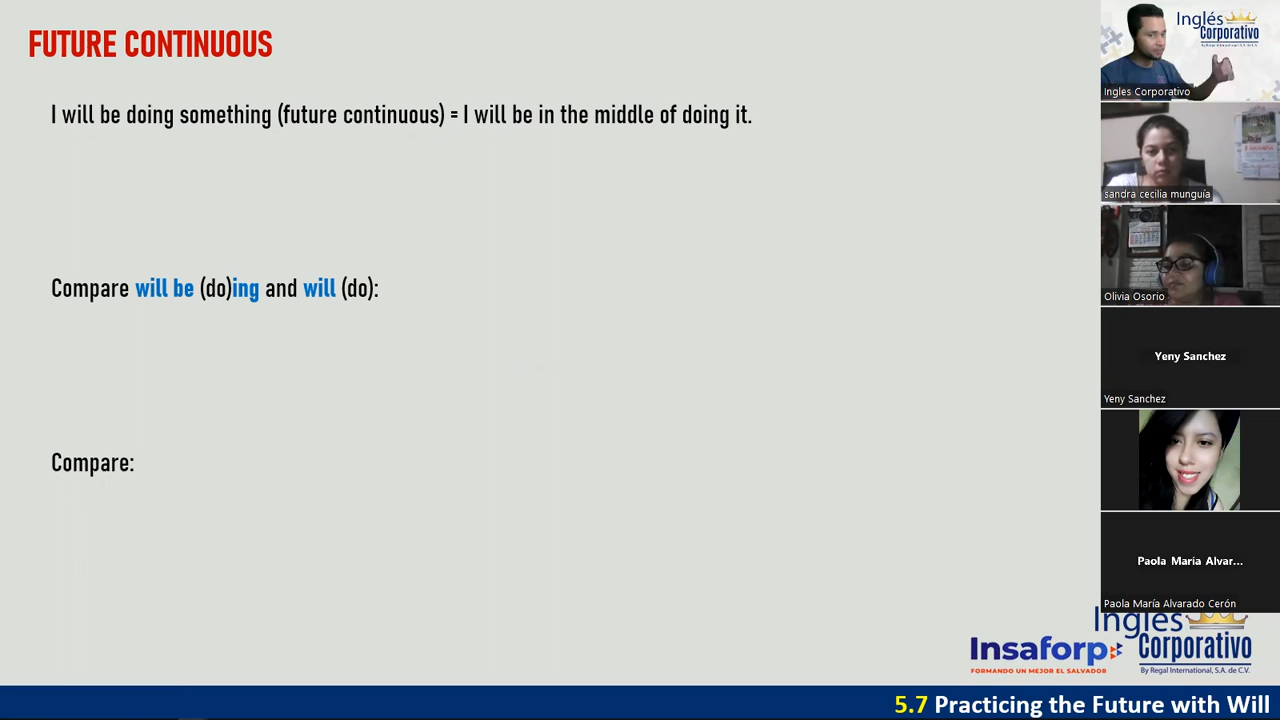 FUTURE CONTINUOUS
I will be doing something (future continuous) = I will be in the middle of doing it.
Compare will be (do)ing and will (do):
Compare:
Inglés
Corporativo
Ingles Corporativo
sandra cecilia munguía
Olivia Osorio
Yeny Sanchez
Yeny Sanchez
Paola María Alvar...
Paola María Alvarado Cerón
Insaforp
FORMANDO UN MEJOR EL SALVADOR
Inglés
Corporativo
By Regal International, S.A. de C.V.
5.7 Practicing the Future with Will